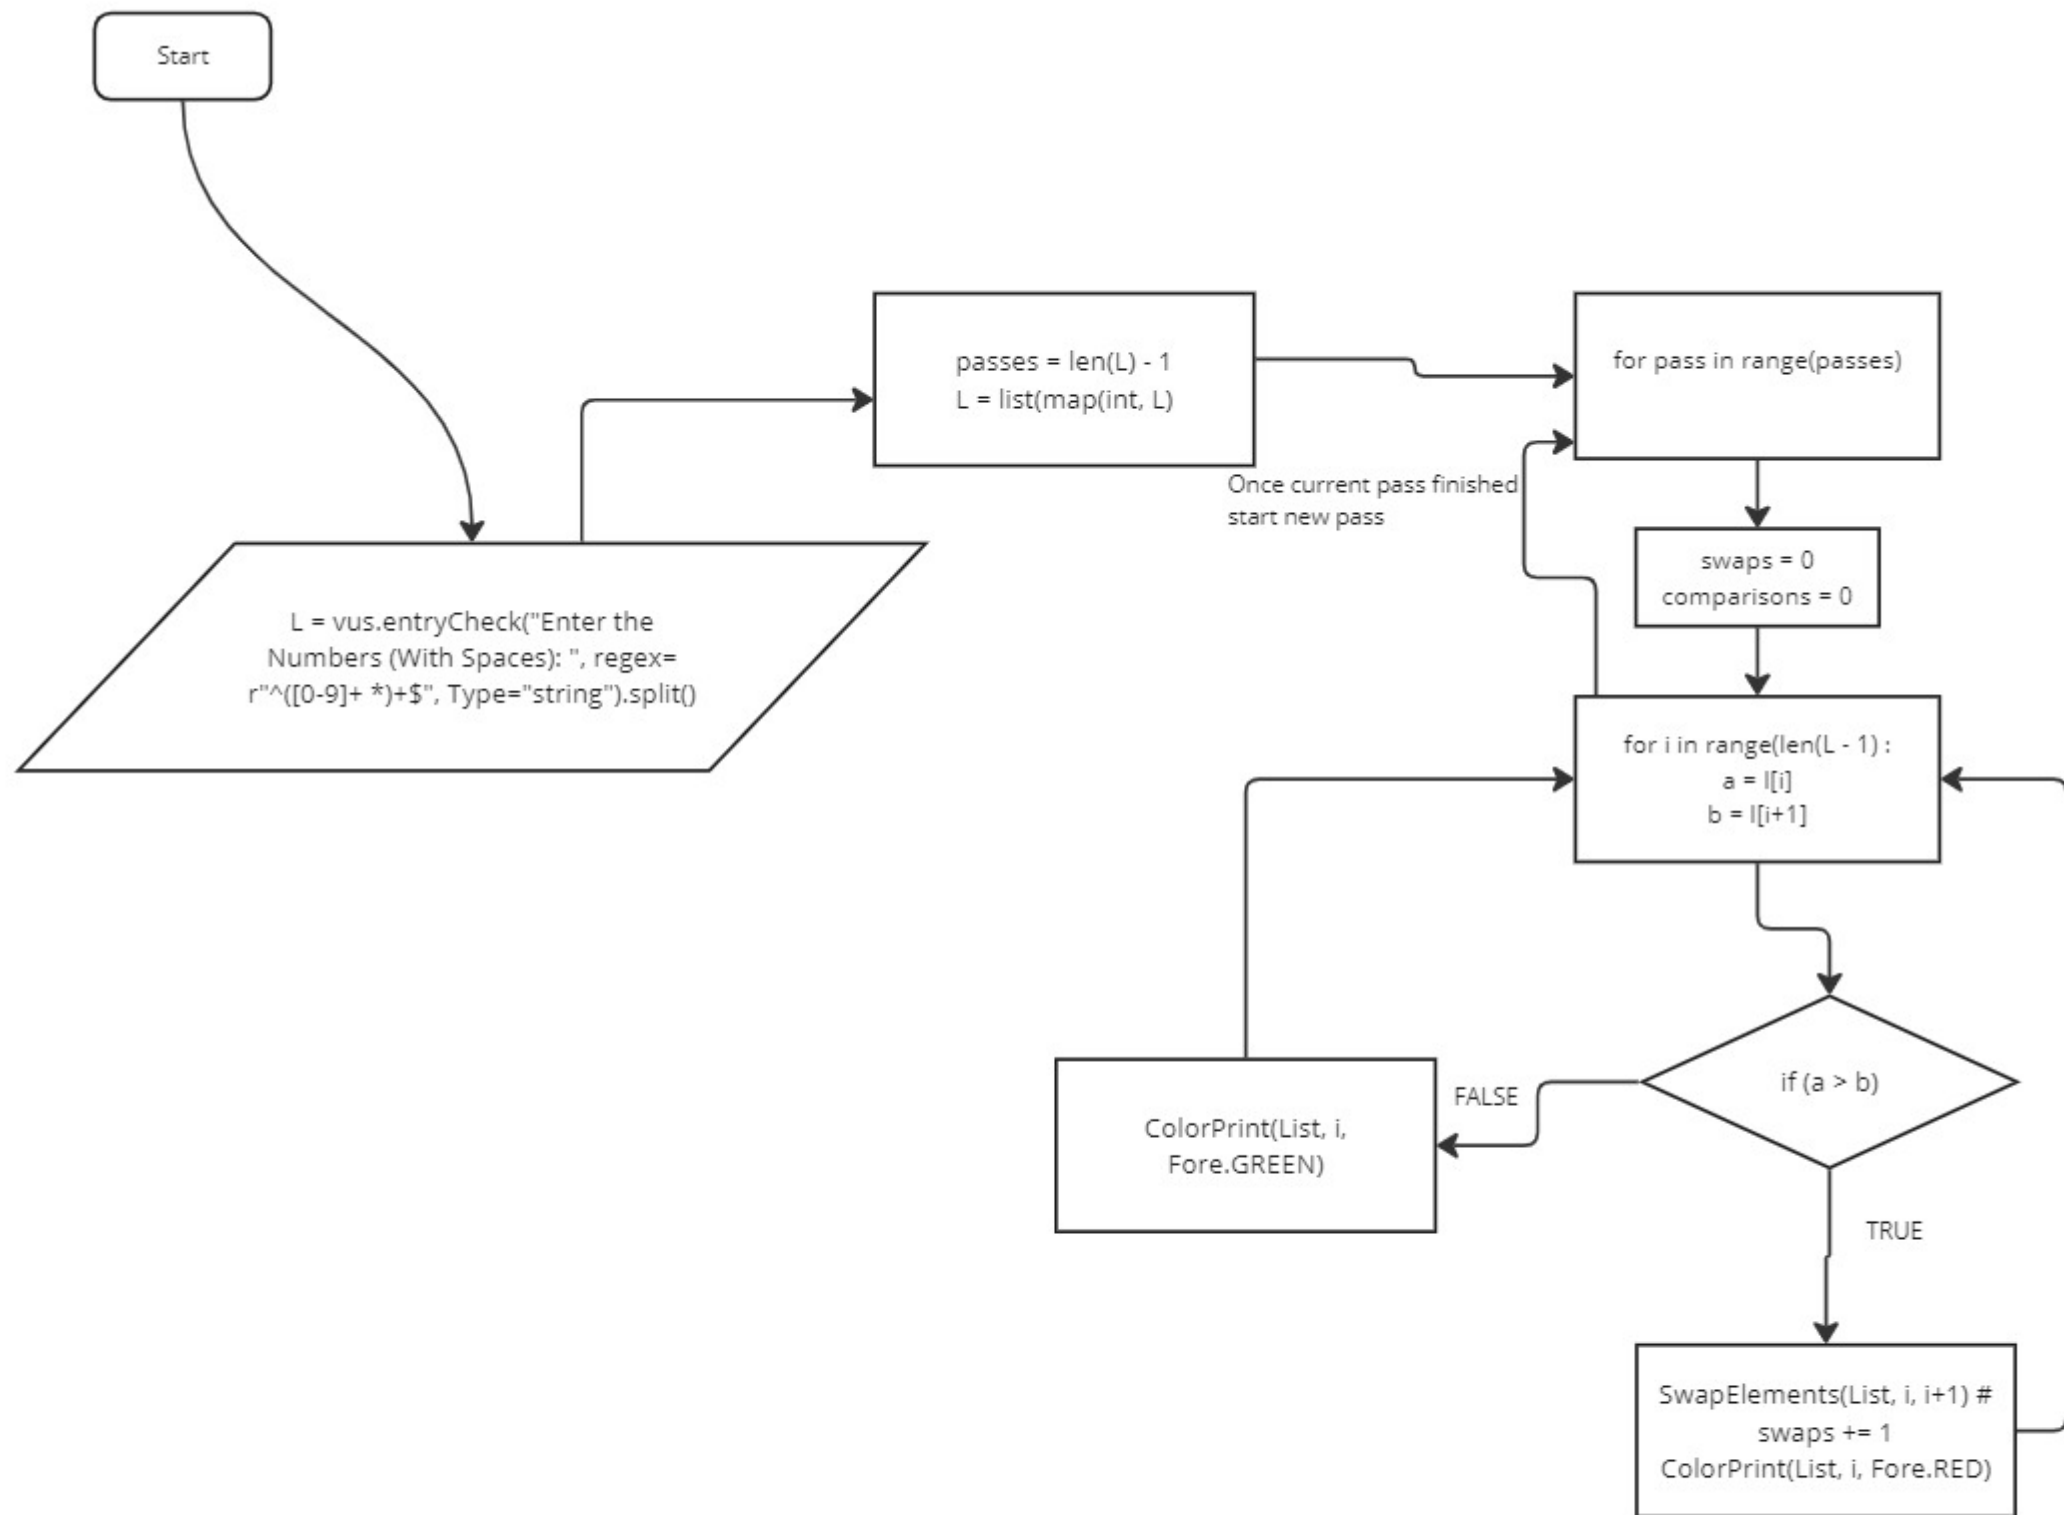 Start
L = vus.entryCheck("Enter the
Numbers (With Spaces): ", regex=
r"^([0-9]+ *)+$", Type="string").split()
passes = len(L) - 1
L = list(map(int, L)
for pass in range(passes)
Once current pass finished
start new pass
swaps = 0
comparisons = 0
for i in range(len(L - 1) :
a = l[i]
b = l[i+1]
if (a > b)
FALSE
ColorPrint(List, i,
Fore.GREEN)
TRUE
SwapElements(List, i, i+1) #
swaps += 1
ColorPrint(List, i, Fore.RED)